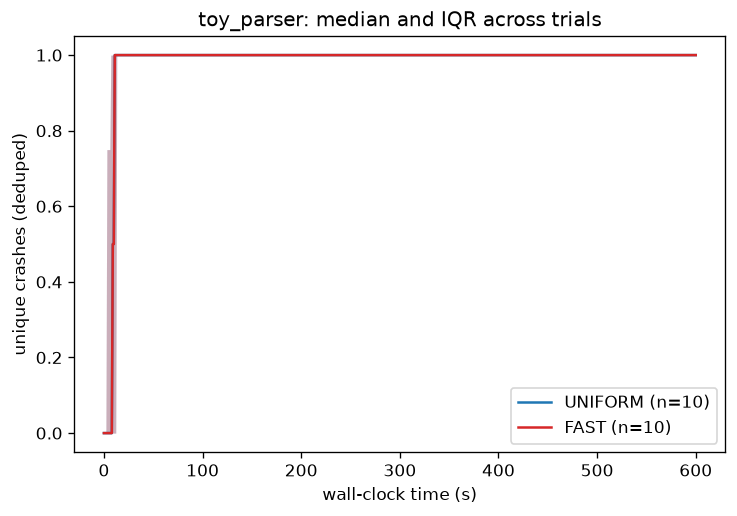 toy_parser: median and IQR across trials
unique crashes (deduped)
1.0
0.8
0.6
0.4
0.2
0.0
UNIFORM (n=10)
FAST (n=10)
0 100 200 300 400 500 600
wall-clock time (s)